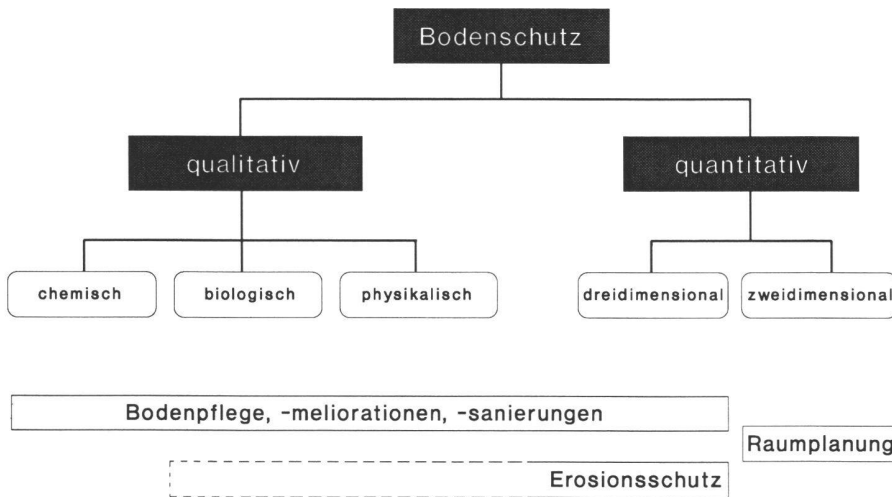 Bodenschutz
qualitativ
quantitativ
chemisch
biologisch
physikalisch
dreidimensional
zweidimensional
Bodenpflege, -meliorationen, -sanierungen
Raumplanung
Erosionsschutz